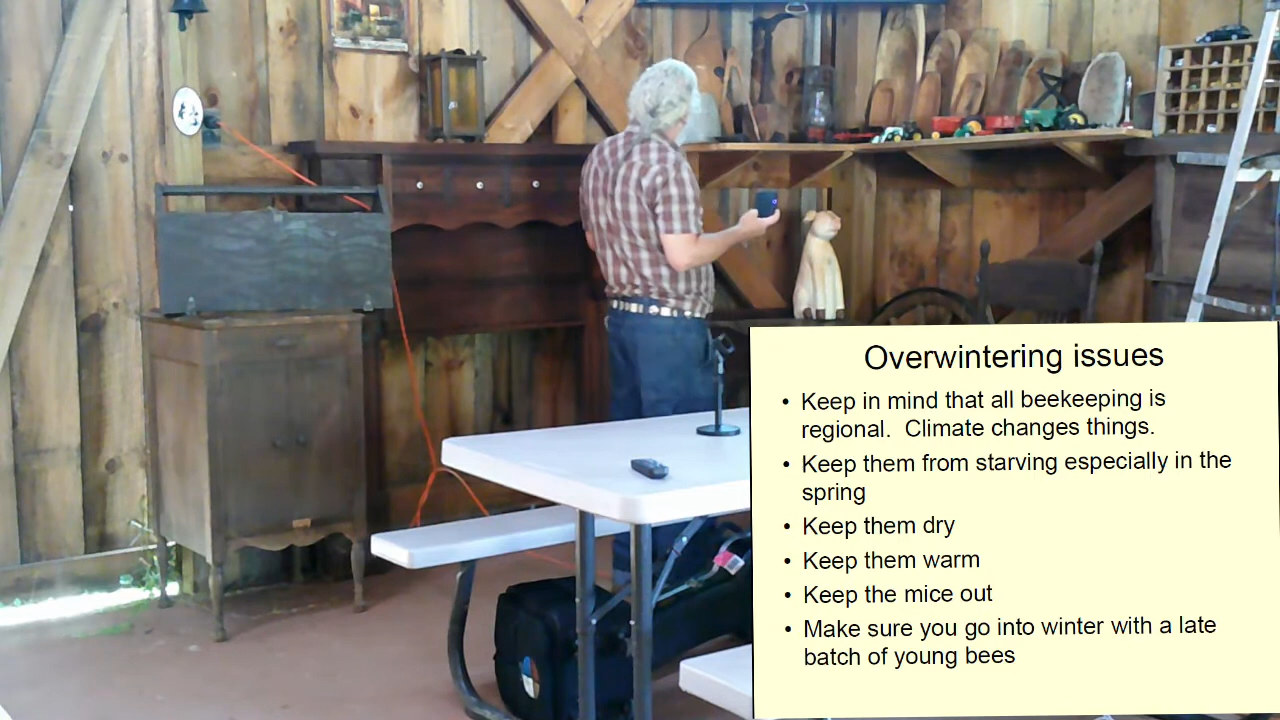 Overwintering issues
• Keep in mind that all beekeeping is
regional.  Climate changes things.
• Keep them from starving especially in the
spring
• Keep them dry
• Keep them warm
• Keep the mice out
• Make sure you go into winter with a late
batch of young bees